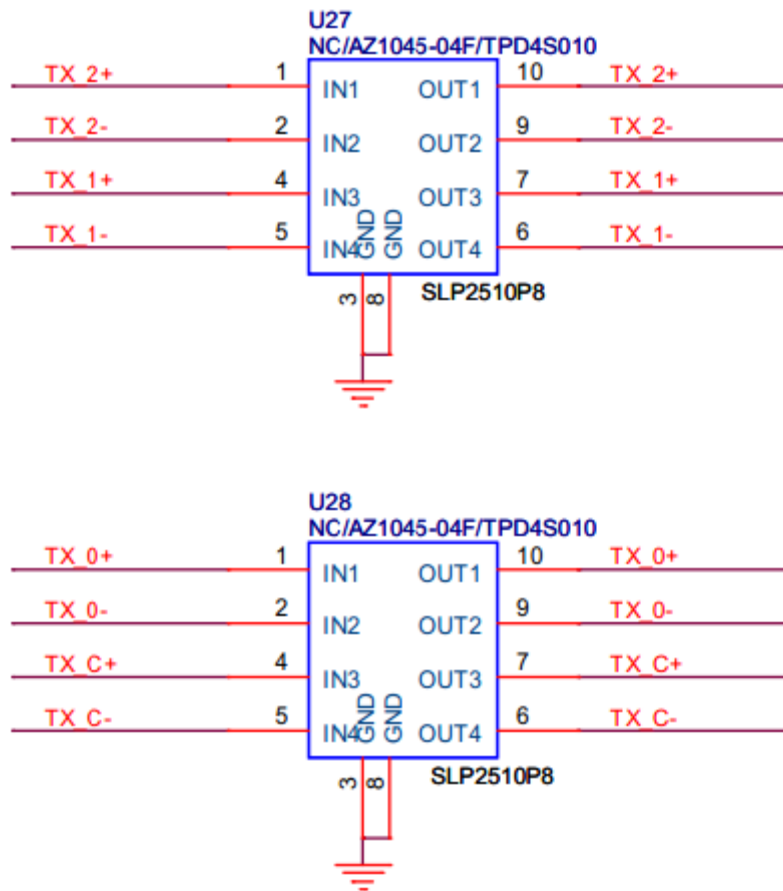 U27
NC/AZ1045-04F/TPD4S010
TX_2+ 1 IN1 OUT1 10 TX_2+
TX_2- 2 IN2 OUT2 9 TX_2-
TX_1+ 4 IN3 OUT3 7 TX_1+
TX_1- 5 IN4 GND GND OUT4 6 TX_1-
3 8 SLP2510P8
U28
NC/AZ1045-04F/TPD4S010
TX_0+ 1 IN1 OUT1 10 TX_0+
TX_0- 2 IN2 OUT2 9 TX_0-
TX_C+ 4 IN3 OUT3 7 TX_C+
TX_C- 5 IN4 GND GND OUT4 6 TX_C-
3 8 SLP2510P8